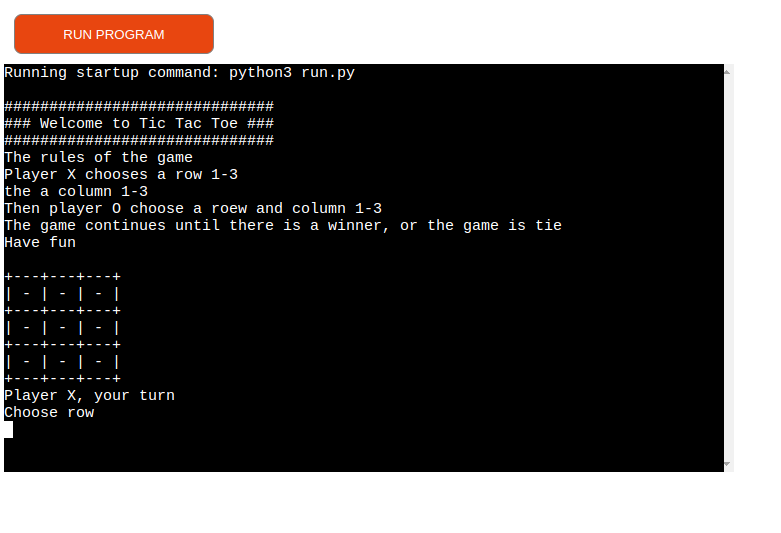 RUN PROGRAM
Running startup command: python3 run.py
##############################
### Welcome to Tic Tac Toe ###
##############################
The rules of the game
Player X chooses a row 1-3
the a column 1-3
Then player O choose a roew and column 1-3
The game continues until there is a winner, or the game is tie
Have fun
+---+---+---+
| - | - | - |
+---+---+---+
| - | - | - |
+---+---+---+
| - | - | - |
+---+---+---+
Player X, your turn
Choose row